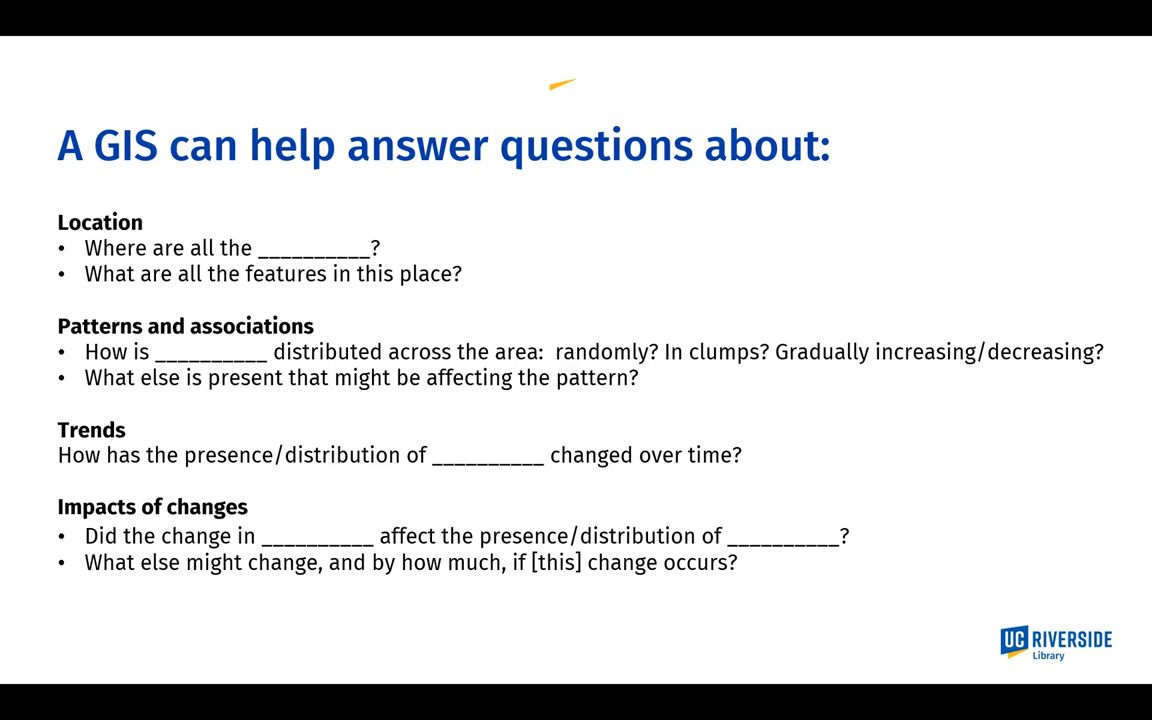 A GIS can help answer questions about:
Location
• Where are all the __________?
• What are all the features in this place?
Patterns and associations
• How is __________ distributed across the area:  randomly? In clumps? Gradually increasing/decreasing?
• What else is present that might be affecting the pattern?
Trends
How has the presence/distribution of __________ changed over time?
Impacts of changes
• Did the change in __________ affect the presence/distribution of __________?
• What else might change, and by how much, if [this] change occurs?
UC RIVERSIDE
Library